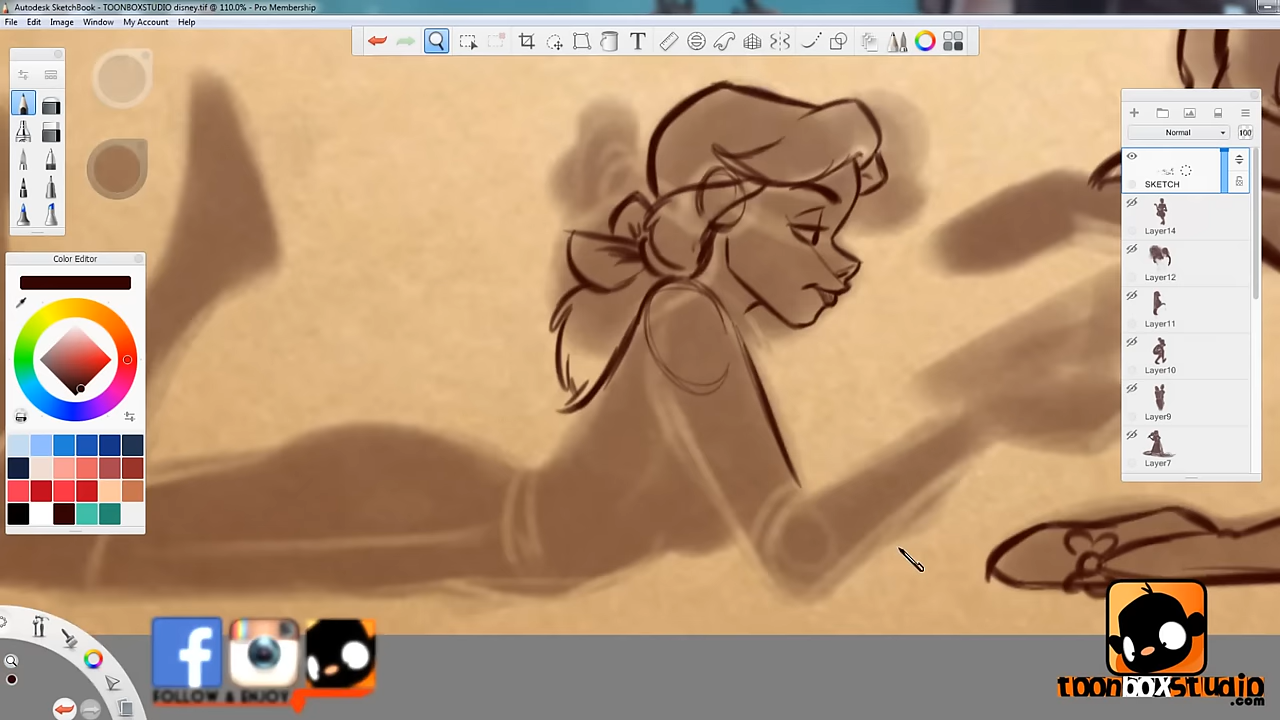 Autodesk SketchBook - TOONBOXSTUDIO disney.tif @ 110.0% - Pro Membership
File Edit Image Window My Account Help
T
Normal 100
SKETCH
Layer14
Layer12
Layer11
Layer10
Layer9
Layer7
Color Editor
f
FOLLOW & ENJOY
toonboxstudio
.com